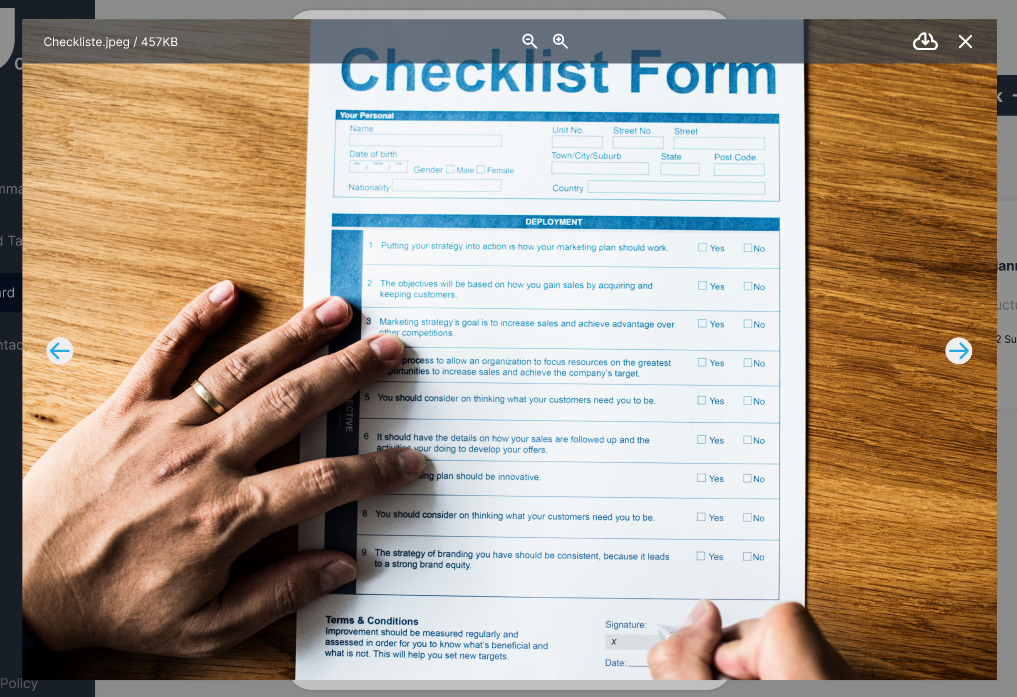 Checkliste.jpeg / 457KB
Checklist Form
Your Personal
Name
Unit No. Street No. Street
Date of birth
Town/City/Suburb State Post Code
Gender Male Female
Nationality
Country
DEPLOYMENT
1 Putting your strategy into action is how your marketing plan should work. Yes No
2 The objectives will be based on how you gain sales by acquiring and Yes No
keeping customers.
3 Marketing strategy's goal is to increase sales and achieve advantage over Yes No
other competitions.
process to allow an organization to focus resources on the greatest Yes No
to increase sales and achieve the company's target.
5 You should consider on thinking what your customers need you to be. Yes No
6 It should have the details on how your sales are followed up and the Yes No
activities your doing to develop your offers.
plan should be innovative. Yes No
8 You should consider on thinking what your customers need you to be. Yes No
9 The strategy of branding you have should be consistent, because it leads Yes No
to a strong brand equity.
Terms & Conditions
Improvement should be measured regularly and
assessed in order for you to know what's beneficial and
what is not. This will help you set new targets.
Signature:
X
Date:
Policy